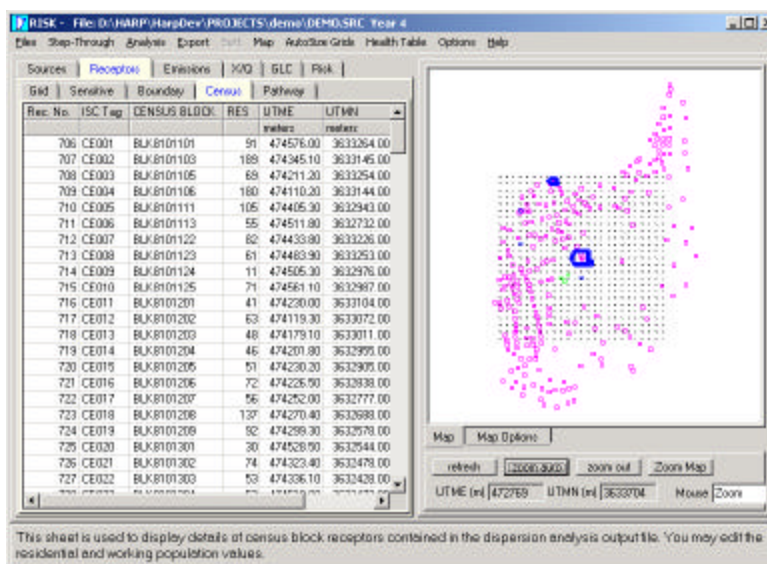 RISK - File: D:\HARP\HarpDev\PROJECTS\demo\DEMO.SRC Year 4
Files Step-Through Analysis Export Map AutoSize Grids Health Table Options Help
Sources Receptors Emissions X/Q GLC Risk
Grid Sensitive Boundary Census Pathway
Rec. No. ISC Tag CENSUS BLOCK RES UTME UTMN
meters meters
706 CE001 BLK8101101 91 474576.00 3633264.00
707 CE002 BLK8101103 189 474345.10 3633145.00
708 CE003 BLK8101105 69 474211.20 3633254.00
709 CE004 BLK8101106 180 474110.20 3633144.00
710 CE005 BLK8101111 105 474405.30 3632943.00
711 CE006 BLK8101113 55 474511.80 3632732.00
712 CE007 BLK8101122 82 474433.80 3633226.00
713 CE008 BLK8101123 61 474483.90 3633253.00
714 CE009 BLK8101124 11 474505.30 3632976.00
715 CE010 BLK8101125 71 474561.10 3632987.00
716 CE011 BLK8101201 41 474230.00 3633104.00
717 CE012 BLK8101202 63 474119.30 3633072.00
718 CE013 BLK8101203 48 474179.10 3633011.00
719 CE014 BLK8101204 46 474201.80 3632955.00
720 CE015 BLK8101205 51 474230.20 3632905.00
721 CE016 BLK8101206 72 474226.50 3632838.00
722 CE017 BLK8101207 56 474252.00 3632777.00
723 CE018 BLK8101208 137 474270.40 3632688.00
724 CE019 BLK8101209 92 474299.30 3632578.00
725 CE020 BLK8101301 30 474528.50 3632544.00
726 CE021 BLK8101302 74 474323.40 3632478.00
727 CE022 BLK8101303 53 474336.10 3632428.00
Map Map Options
refresh zoom auto zoom out Zoom Map
UTME (m) 472769 UTMN (m) 3633704 Mouse Zoom
This sheet is used to display details of census block receptors contained in the dispersion analysis output file. You may edit the
residential and working population values.